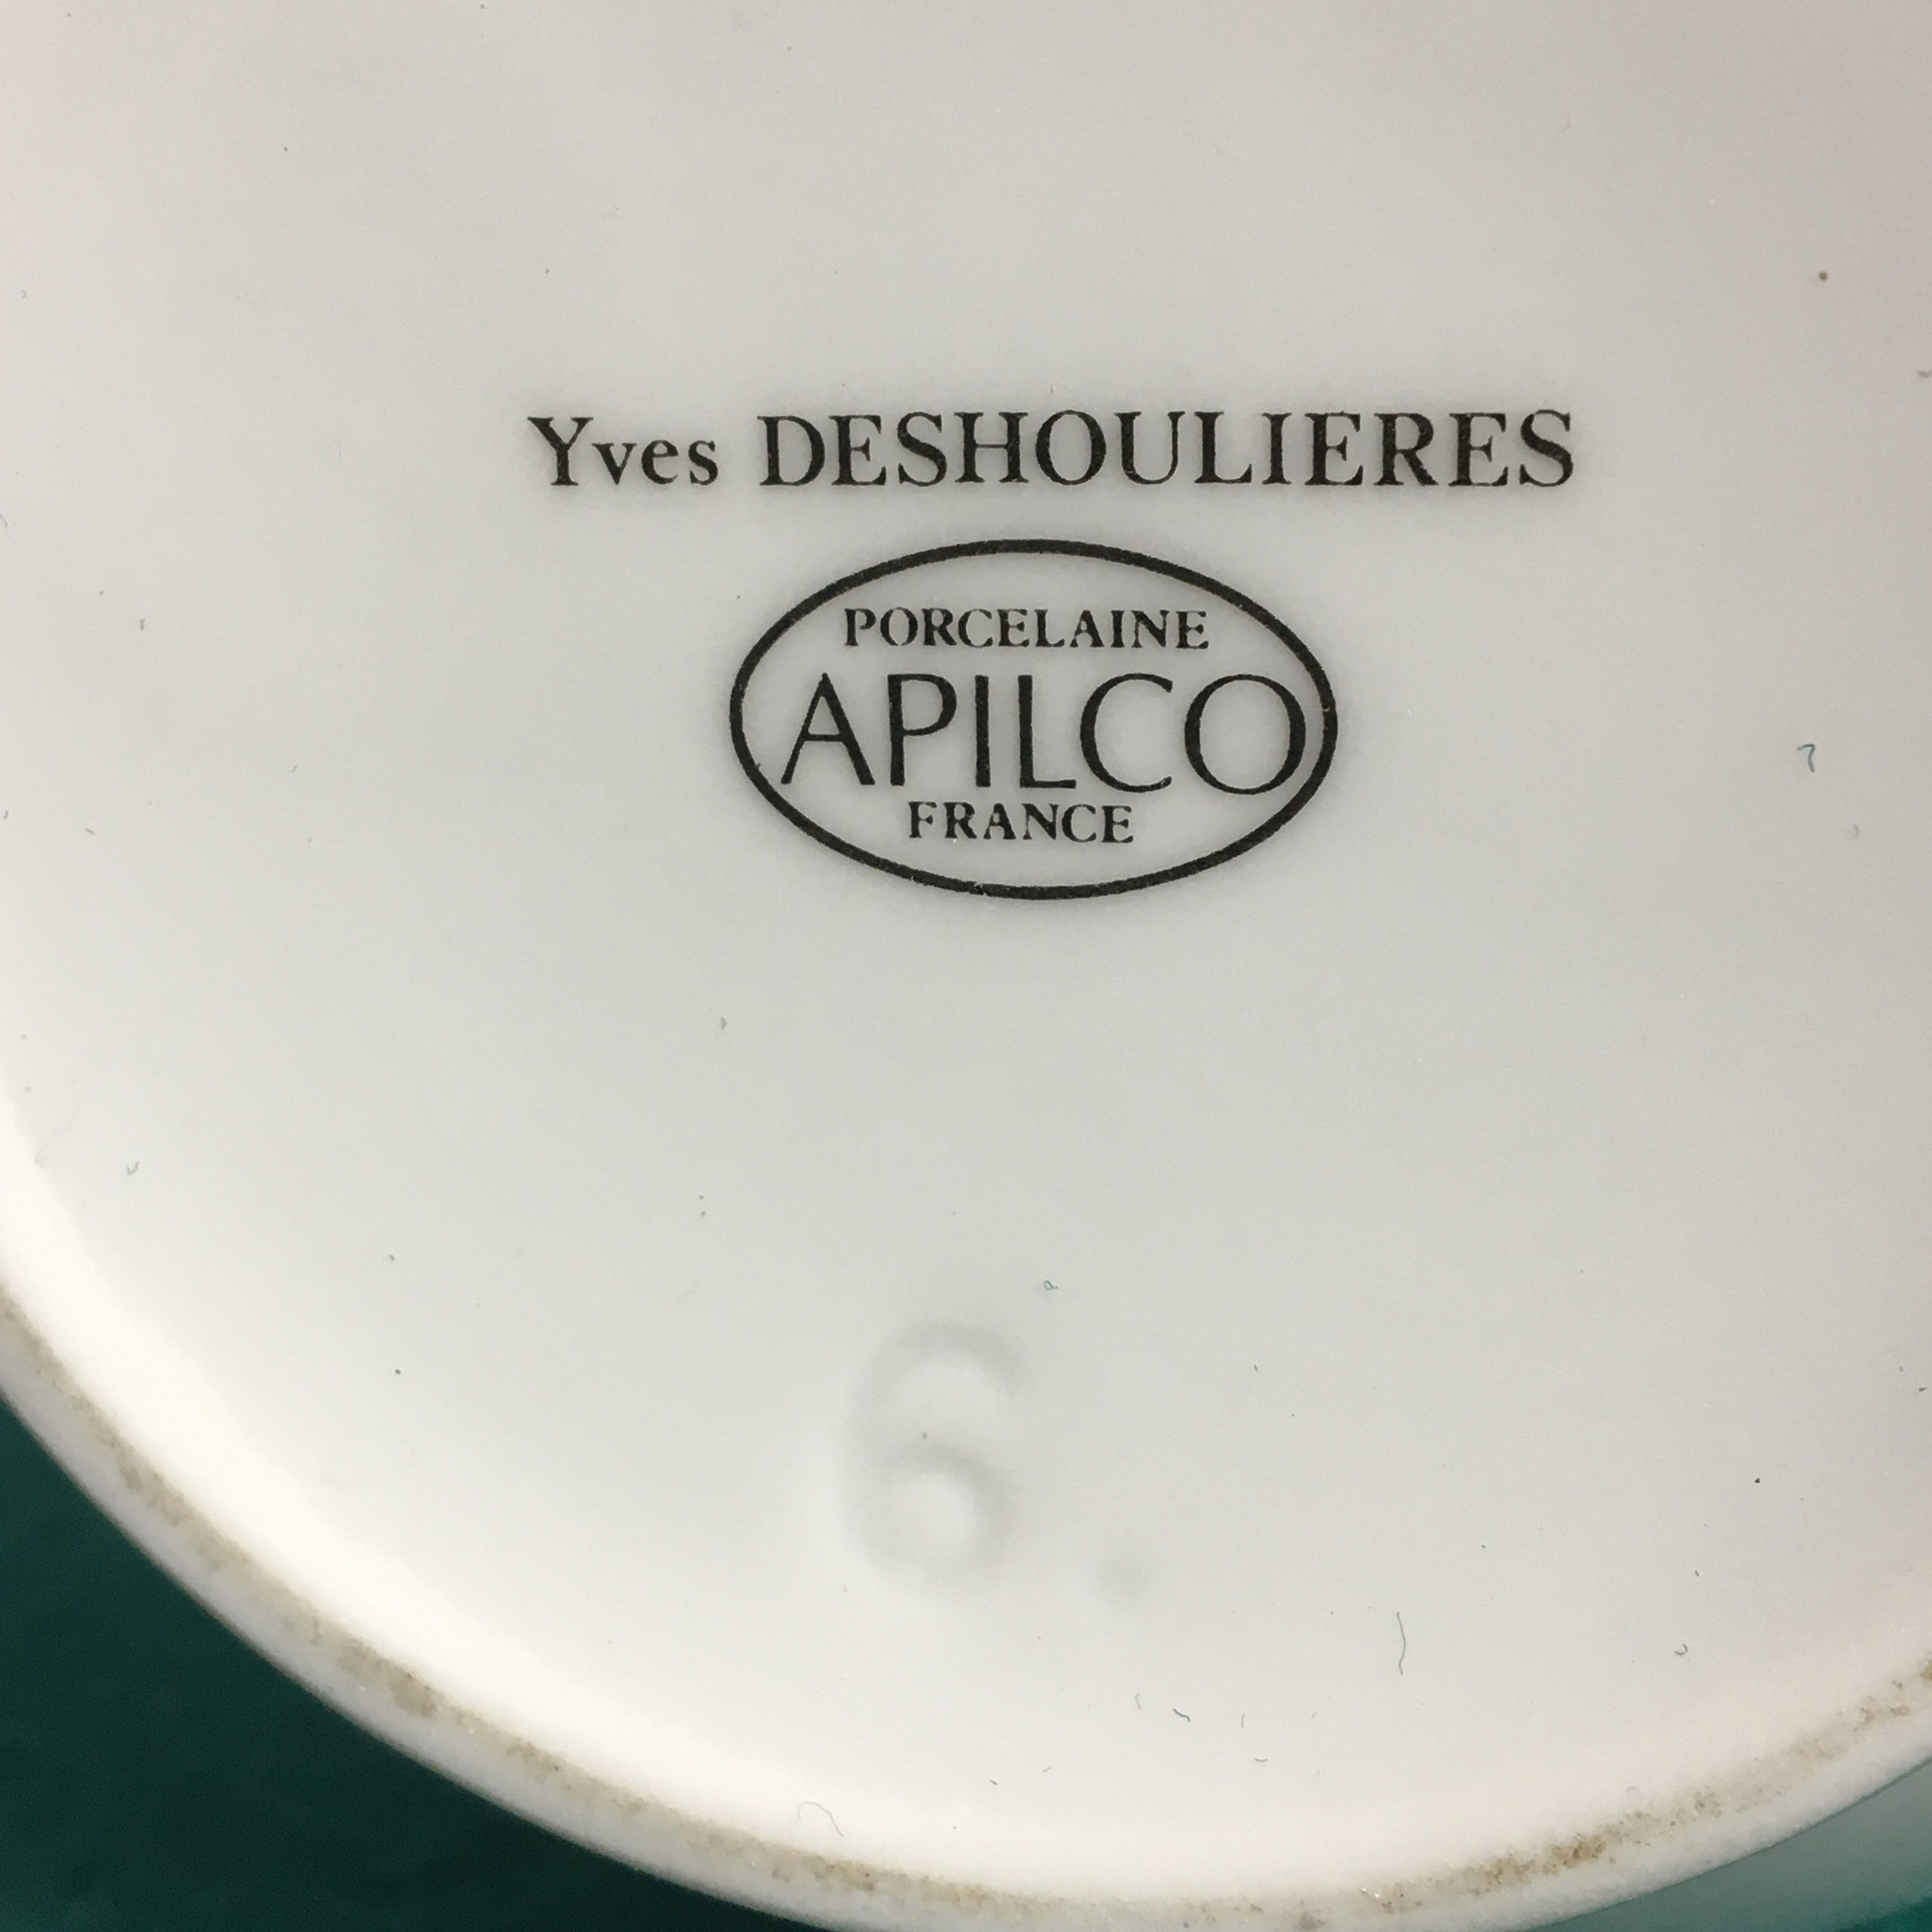 Yves DESHOULIERES
PORCELAINE
APILCO
FRANCE
6.